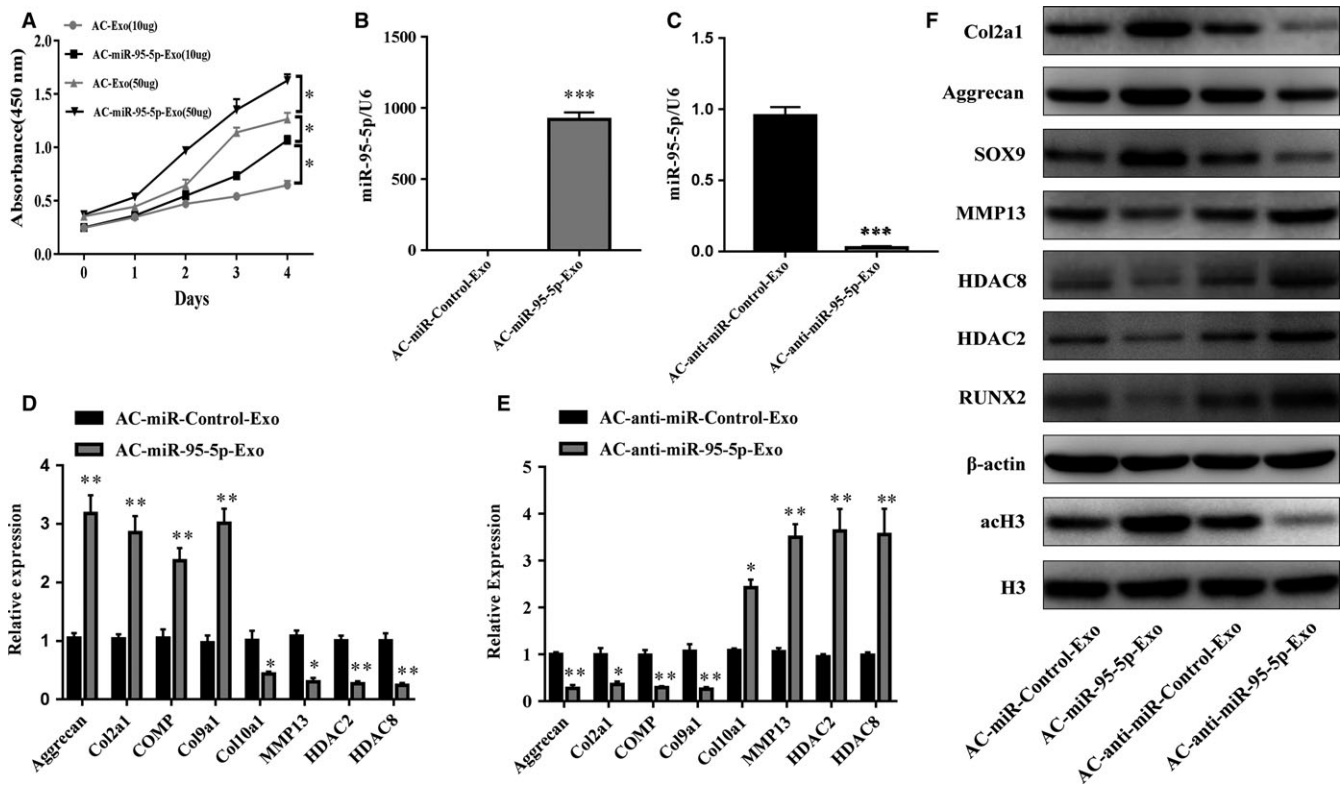 A
AC-Exo(10ug)
AC-miR-95-5p-Exo(10ug)
AC-Exo(50ug)
AC-miR-95-5p-Exo(50ug)
Absorbance(450 nm)
2.0
1.5
1.0
0.5
0.0
*
*
*
0 1 2 3 4
Days
B
miR-95-5p/U6
1500
1000
500
0
***
AC-miR-Control-Exo
AC-miR-95-5p-Exo
C
miR-95-5p/U6
1.5
1.0
0.5
0.0
***
AC-anti-miR-Control-Exo
AC-anti-miR-95-5p-Exo
D
AC-miR-Control-Exo
AC-miR-95-5p-Exo
Relative expression
4
3
2
1
0
** ** ** ** * * ** **
Aggrecan
Col2a1
COMP
Col9a1
Col10a1
MMP13
HDAC2
HDAC8
E
AC-anti-miR-Control-Exo
AC-anti-miR-95-5p-Exo
Relative Expression
5
4
3
2
1
0
** * ** ** * ** ** **
Aggrecan
Col2a1
COMP
Col9a1
Col10a1
MMP13
HDAC2
HDAC8
F
Col2a1
Aggrecan
SOX9
MMP13
HDAC8
HDAC2
RUNX2
β-actin
acH3
H3
AC-miR-Control-Exo
AC-miR-95-5p-Exo
AC-anti-miR-Control-Exo
AC-anti-miR-95-5p-Exo